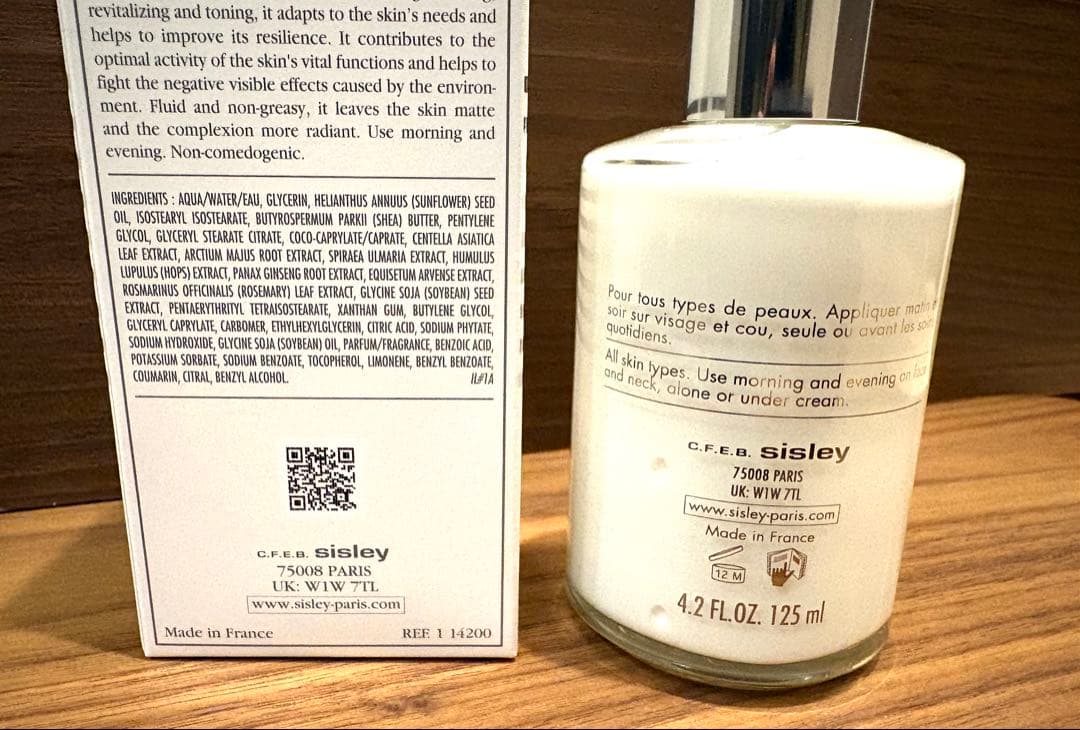 revitalizing and toning, it adapts to the skin's needs and
helps to improve its resilience. It contributes to the
optimal activity of the skin's vital functions and helps to
fight the negative visible effects caused by the environ-
ment. Fluid and non-greasy, it leaves the skin matte
and the complexion more radiant. Use morning and
evening. Non-comedogenic.
INGREDIENTS : AQUA/WATER/EAU, GLYCERIN, HELIANTHUS ANNUUS (SUNFLOWER) SEED
OIL, ISOSTEARYL ISOSTEARATE, BUTYROSPERMUM PARKII (SHEA) BUTTER, PENTYLENE
GLYCOL, GLYCERYL STEARATE CITRATE, COCO-CAPRYLATE/CAPRATE, CENTELLA ASIATICA
LEAF EXTRACT, ARCTIUM MAJUS ROOT EXTRACT, SPIRAEA ULMARIA EXTRACT, HUMULUS
LUPULUS (HOPS) EXTRACT, PANAX GINSENG ROOT EXTRACT, EQUISETUM ARVENSE EXTRACT,
ROSMARINUS OFFICINALIS (ROSEMARY) LEAF EXTRACT, GLYCINE SOJA (SOYBEAN) SEED
EXTRACT, PENTAERYTHRITYL TETRAISOSTEARATE, XANTHAN GUM, BUTYLENE GLYCOL,
GLYCERYL CAPRYLATE, CARBOMER, ETHYLHEXYLGLYCERIN, CITRIC ACID, SODIUM PHYTATE,
SODIUM HYDROXIDE, GLYCINE SOJA (SOYBEAN) OIL, PARFUM/FRAGRANCE, BENZOIC ACID,
POTASSIUM SORBATE, SODIUM BENZOATE, TOCOPHEROL, LIMONENE, BENZYL BENZOATE,
COUMARIN, CITRAL, BENZYL ALCOHOL. IL#1A
C.F.E.B. sisley
75008 PARIS
UK: W1W 7TL
www.sisley-paris.com
Made in France REF. 1 14200
Pour tous types de peaux. Appliquer matin
soir sur visage et cou, seule ou avant les soins
quotidiens.
All skin types. Use morning and evening on face
and neck, alone or under cream.
C.F.E.B. sisley
75008 PARIS
UK: W1W 7TL
www.sisley-paris.com
Made in France
12 M
4.2 FL.OZ. 125 ml